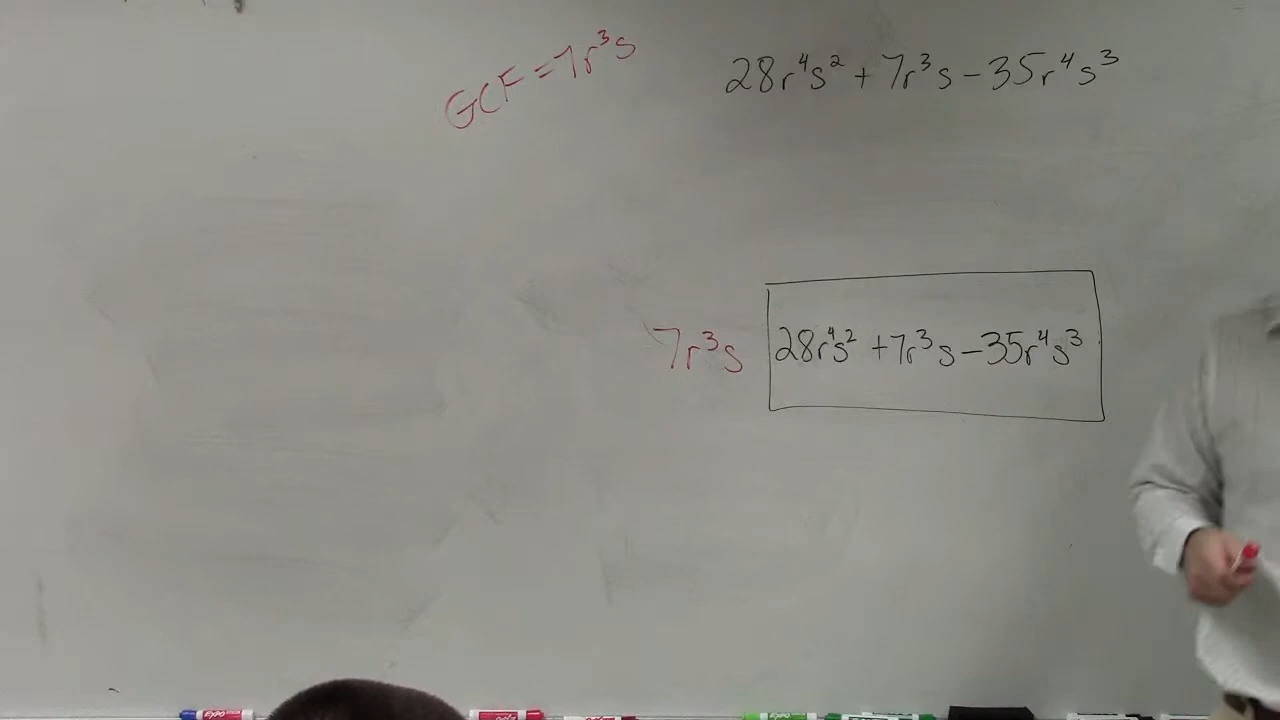 GCF = 7r³s
28r⁴s² + 7r³s - 35r⁴s³
7r³s 28r⁴s² + 7r³s - 35r⁴s³